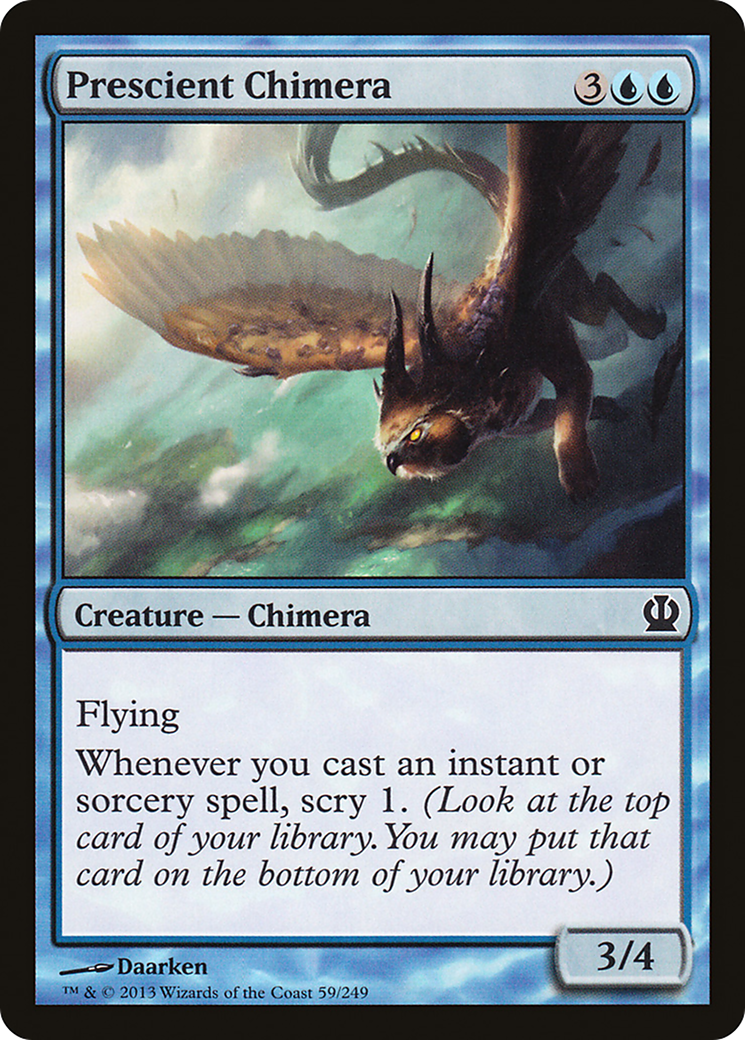 Prescient Chimera 3
Creature — Chimera
Flying
Whenever you cast an instant or
sorcery spell, scry 1. (Look at the top
card of your library. You may put that
card on the bottom of your library.)
3/4
Daarken
™ & © 2013 Wizards of the Coast 59/249